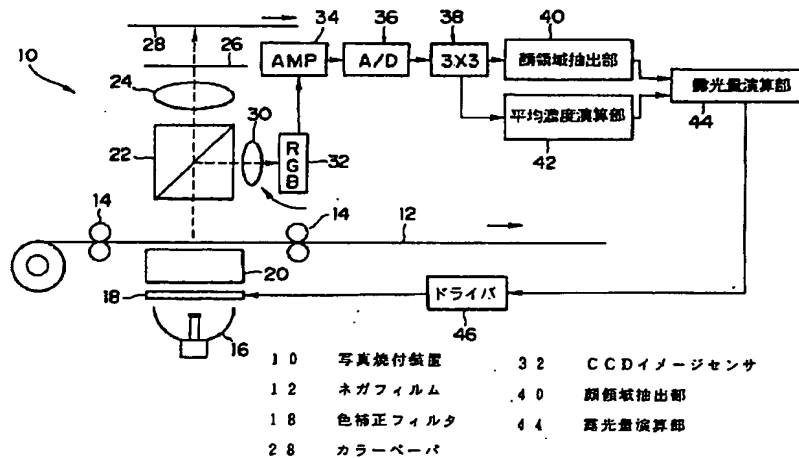 10
28
26
24
22
30
34
AMP
36
A/D
38
3X3
40
顔領域抽出部
平均濃度演算部
42
露光量演算部
44
RGB
32
14
14
12
20
18
16
ドライバ
46
10 写真焼付装置
12 ネガフィルム
18 色補正フィルタ
28 カラーペーパ
32 CCDイメージセンサ
40 顔領域抽出部
44 露光量演算部